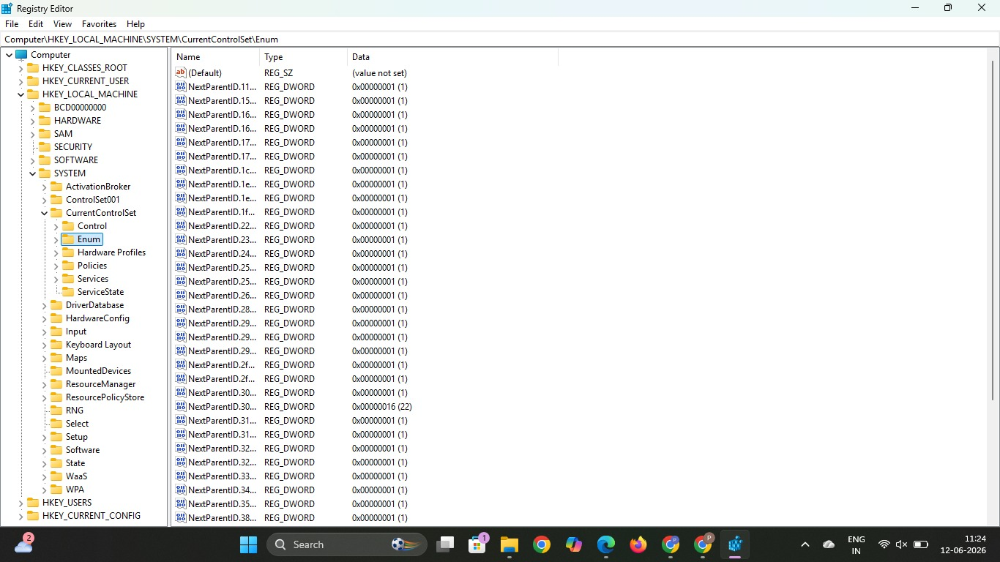 Registry Editor
File Edit View Favorites Help
Computer\HKEY_LOCAL_MACHINE\SYSTEM\CurrentControlSet\Enum
Computer
HKEY_CLASSES_ROOT
HKEY_CURRENT_USER
HKEY_LOCAL_MACHINE
BCD00000000
HARDWARE
SAM
SECURITY
SOFTWARE
SYSTEM
ActivationBroker
ControlSet001
CurrentControlSet
Control
Enum
Hardware Profiles
Policies
Services
ServiceState
DriverDatabase
HardwareConfig
Input
Keyboard Layout
Maps
MountedDevices
ResourceManager
ResourcePolicyStore
RNG
Select
Setup
Software
State
WaaS
WPA
HKEY_USERS
HKEY_CURRENT_CONFIG
Name Type Data
ab (Default) REG_SZ (value not set)
NextParentID.11... REG_DWORD 0x00000001 (1)
NextParentID.15... REG_DWORD 0x00000001 (1)
NextParentID.16... REG_DWORD 0x00000001 (1)
NextParentID.16... REG_DWORD 0x00000001 (1)
NextParentID.17... REG_DWORD 0x00000001 (1)
NextParentID.17... REG_DWORD 0x00000001 (1)
NextParentID.1c... REG_DWORD 0x00000001 (1)
NextParentID.1e... REG_DWORD 0x00000001 (1)
NextParentID.1e... REG_DWORD 0x00000001 (1)
NextParentID.1f... REG_DWORD 0x00000001 (1)
NextParentID.22... REG_DWORD 0x00000001 (1)
NextParentID.23... REG_DWORD 0x00000001 (1)
NextParentID.24... REG_DWORD 0x00000001 (1)
NextParentID.25... REG_DWORD 0x00000001 (1)
NextParentID.25... REG_DWORD 0x00000001 (1)
NextParentID.26... REG_DWORD 0x00000001 (1)
NextParentID.28... REG_DWORD 0x00000001 (1)
NextParentID.29... REG_DWORD 0x00000001 (1)
NextParentID.29... REG_DWORD 0x00000001 (1)
NextParentID.29... REG_DWORD 0x00000001 (1)
NextParentID.2f... REG_DWORD 0x00000001 (1)
NextParentID.2f... REG_DWORD 0x00000001 (1)
NextParentID.30... REG_DWORD 0x00000001 (1)
NextParentID.30... REG_DWORD 0x00000016 (22)
NextParentID.31... REG_DWORD 0x00000001 (1)
NextParentID.31... REG_DWORD 0x00000001 (1)
NextParentID.32... REG_DWORD 0x00000001 (1)
NextParentID.32... REG_DWORD 0x00000001 (1)
NextParentID.33... REG_DWORD 0x00000001 (1)
NextParentID.34... REG_DWORD 0x00000001 (1)
NextParentID.35... REG_DWORD 0x00000001 (1)
NextParentID.38... REG_DWORD 0x00000001 (1)
2
Search
1
P
P
ENG
IN
11:24
12-06-2026